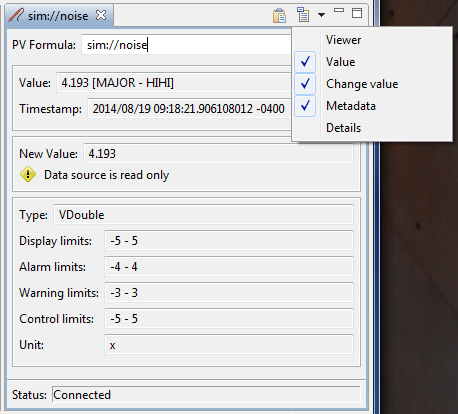 sim://noise
PV Formula: sim://noise
Viewer
Value
Change value
Metadata
Details
Value: 4.193 [MAJOR - HIHI]
Timestamp: 2014/08/19 09:18:21.906108012 -0400
New Value: 4.193
Data source is read only
Type: VDouble
Display limits: -5 - 5
Alarm limits: -4 - 4
Warning limits: -3 - 3
Control limits: -5 - 5
Unit: x
Status: Connected